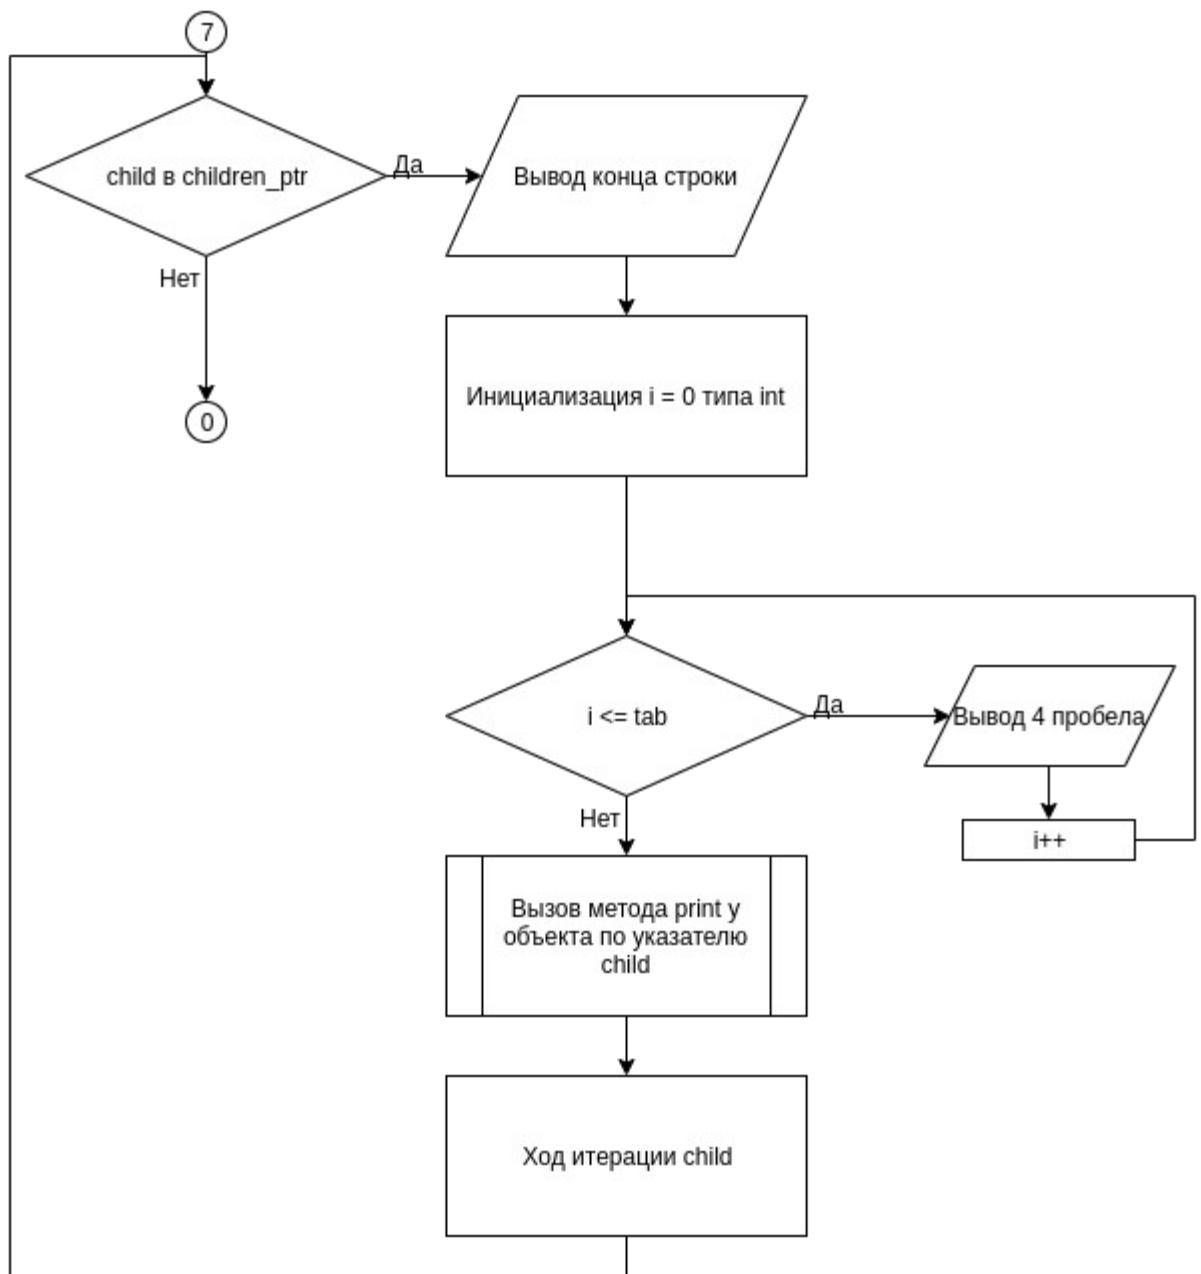 7
child в children_ptr
Да
Вывод конца строки
Нет
0
Инициализация i = 0 типа int
i <= tab
Да
Вывод 4 пробела
i++
Нет
Вызов метода print у
объекта по указателю
child
Ход итерации child